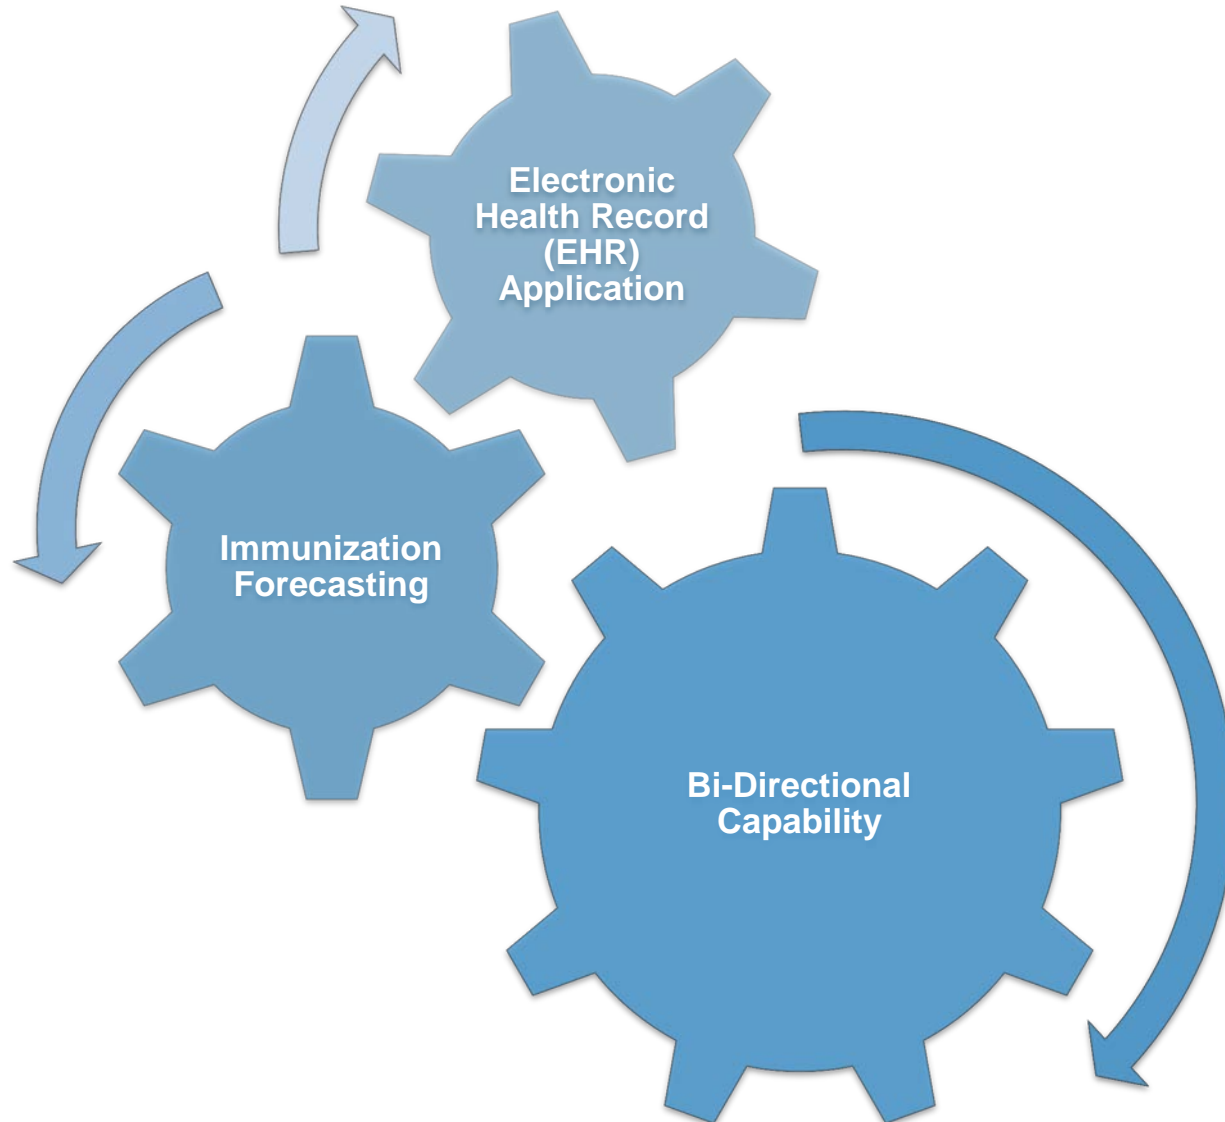 Electronic
Health Record
(EHR)
Application
Immunization
Forecasting
Bi-Directional
Capability